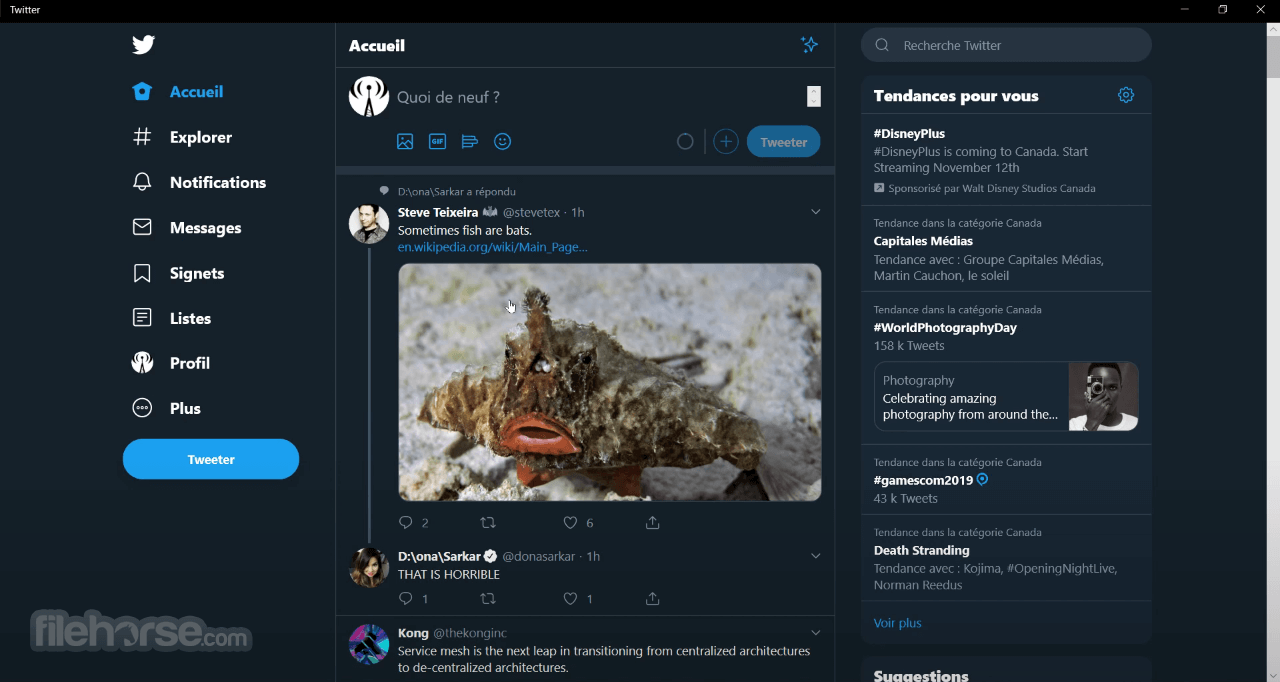 Twitter
Accueil
Explorer
Notifications
Messages
Signets
Listes
Profil
Plus
Tweeter
Accueil
Quoi de neuf ?
GIF
Tweeter
D:\ona\Sarkar a répondu
Steve Teixeira @stevetex · 1h
Sometimes fish are bats.
en.wikipedia.org/wiki/Main_Page...
2
6
D:\ona\Sarkar @donasarkar · 1h
THAT IS HORRIBLE
1
1
Kong @thekonginc
Service mesh is the next leap in transitioning from centralized architectures
to de-centralized architectures.
Recherche Twitter
Tendances pour vous
#DisneyPlus
#DisneyPlus is coming to Canada. Start
Streaming November 12th
Sponsorisé par Walt Disney Studios Canada
Tendance dans la catégorie Canada
Capitales Médias
Tendance avec : Groupe Capitales Médias,
Martin Cauchon, le soleil
Tendance dans la catégorie Canada
#WorldPhotographyDay
158 k Tweets
Photography
Celebrating amazing
photography from around the...
Tendance dans la catégorie Canada
#gamescom2019
43 k Tweets
Tendance dans la catégorie Canada
Death Stranding
Tendance avec : Kojima, #OpeningNightLive,
Norman Reedus
Voir plus
Suggestions
filehorse.com